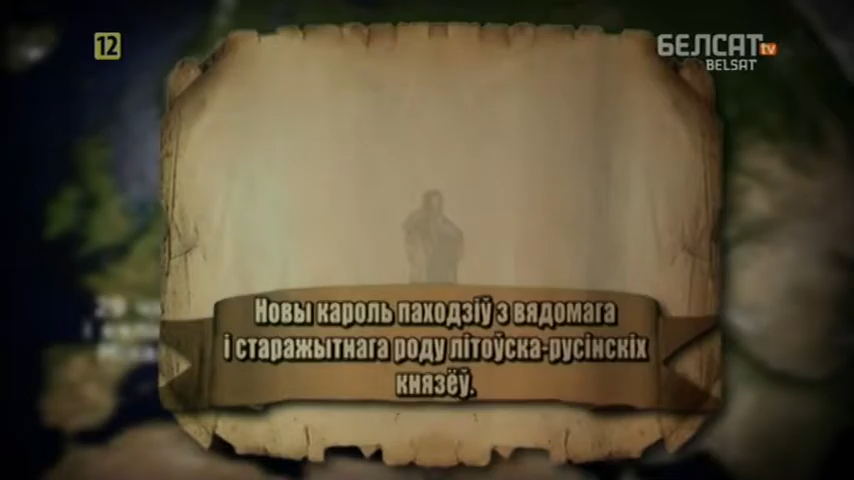 12
БЕЛСАТ tv
BELSAT
Новы кароль паходзіў з вядомага
і старажытнага роду літоўска-русінскіх
князёў.